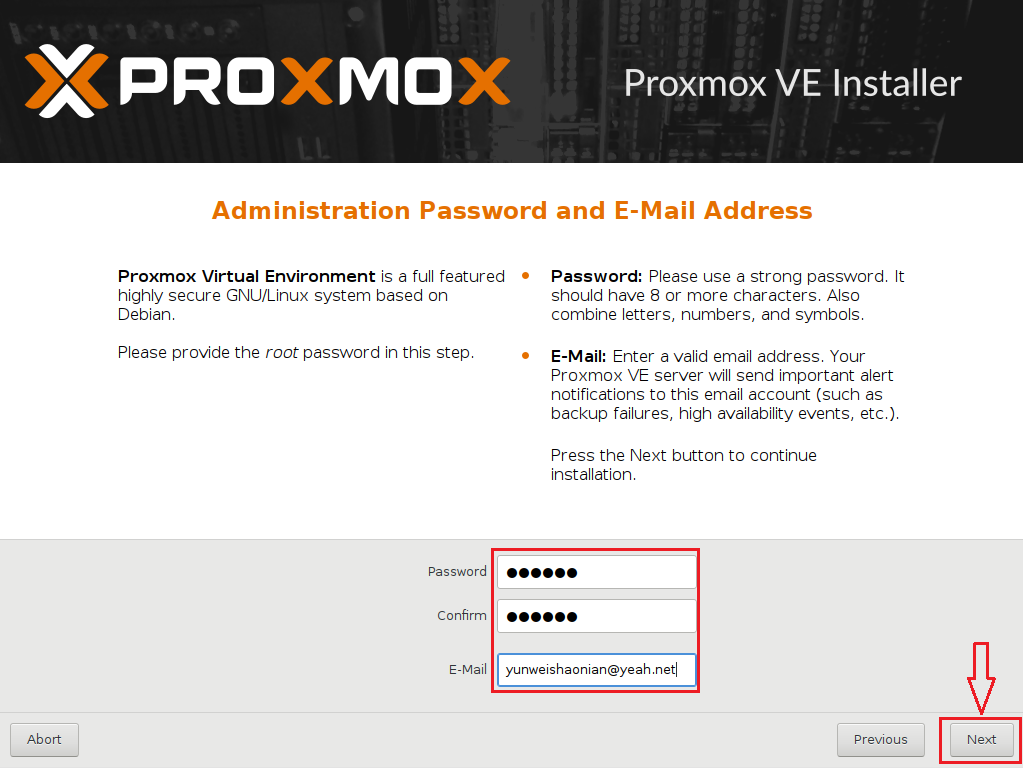 PROXMOX
Proxmox VE Installer
Administration Password and E-Mail Address
Proxmox Virtual Environment is a full featured
highly secure GNU/Linux system based on
Debian.
Please provide the root password in this step.
Password: Please use a strong password. It
should have 8 or more characters. Also
combine letters, numbers, and symbols.
E-Mail: Enter a valid email address. Your
Proxmox VE server will send important alert
notifications to this email account (such as
backup failures, high availability events, etc.).
Press the Next button to continue
installation.
Password ●●●●●●
Confirm ●●●●●●
E-Mail yunweishaonian@yeah.net
Abort
Previous
Next